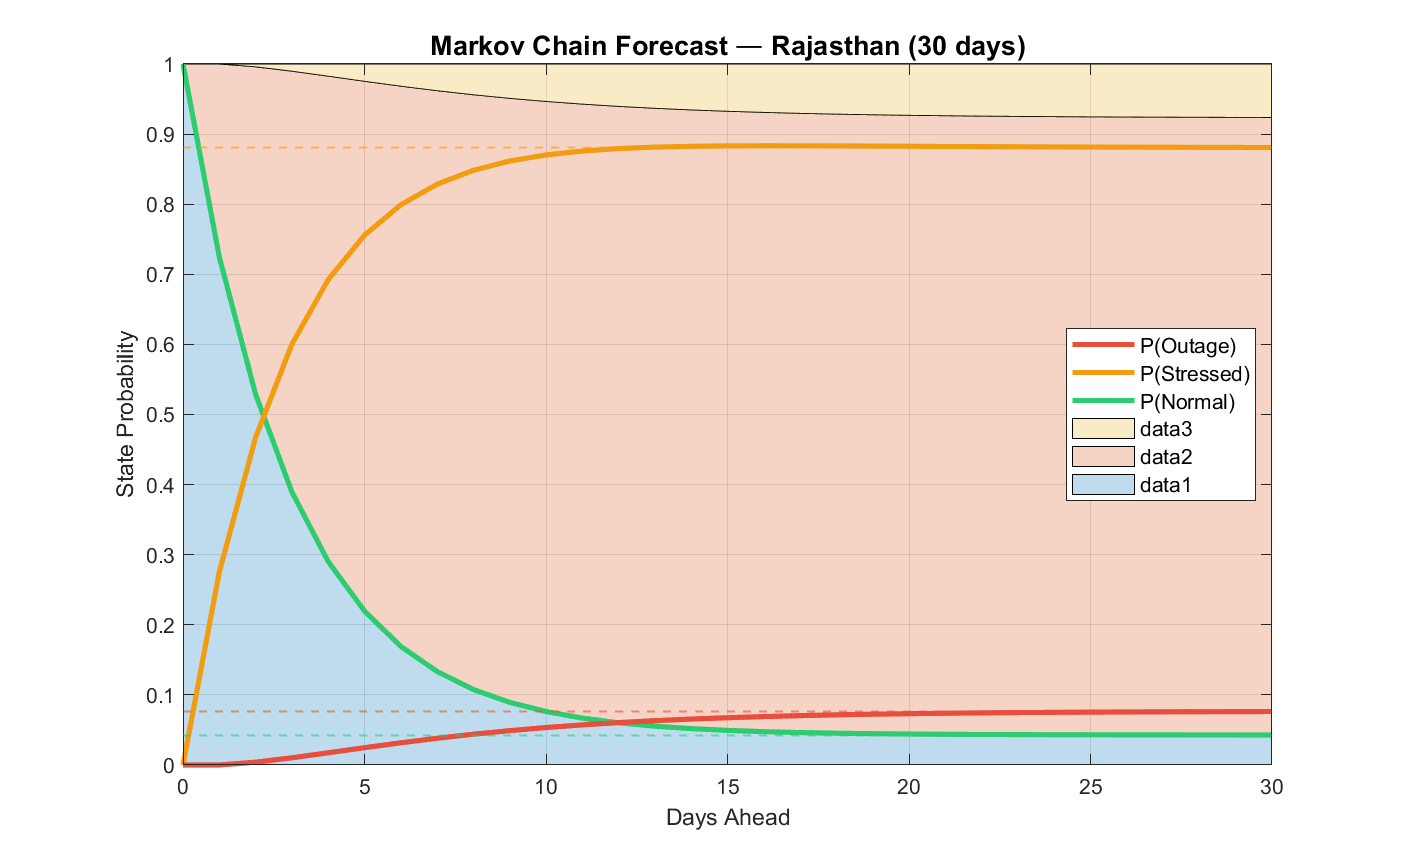 Markov Chain Forecast — Rajasthan (30 days)
1
0.9
0.8
0.7
0.6
0.5
0.4
0.3
0.2
0.1
0
State Probability
P(Outage)
P(Stressed)
P(Normal)
data3
data2
data1
0 5 10 15 20 25 30
Days Ahead